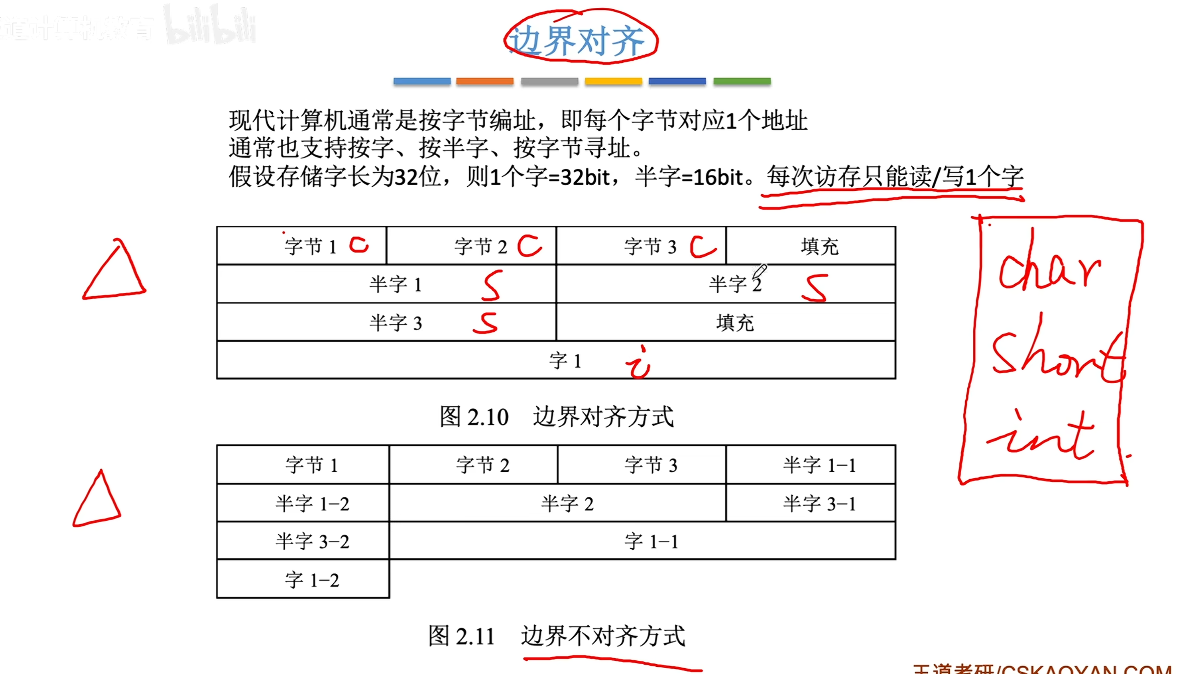 bilibili
边界对齐
现代计算机通常是按字节编址，即每个字节对应1个地址
通常也支持按字、按半字、按字节寻址。
假设存储字长为32位，则1个字=32bit，半字=16bit。每次访存只能读/写1个字
字节 1 c 字节 2 c 字节 3 c 填充
半字 1 s 半字 2 s
半字 3 s 填充
字 1 i
char
short
int
图 2.10 边界对齐方式
字节 1 字节 2 字节 3 半字 1−1
半字 1−2 半字 2 半字 3−1
半字 3−2 字 1−1
字 1−2
图 2.11 边界不对齐方式
王道考研/CSKAOYAN.COM